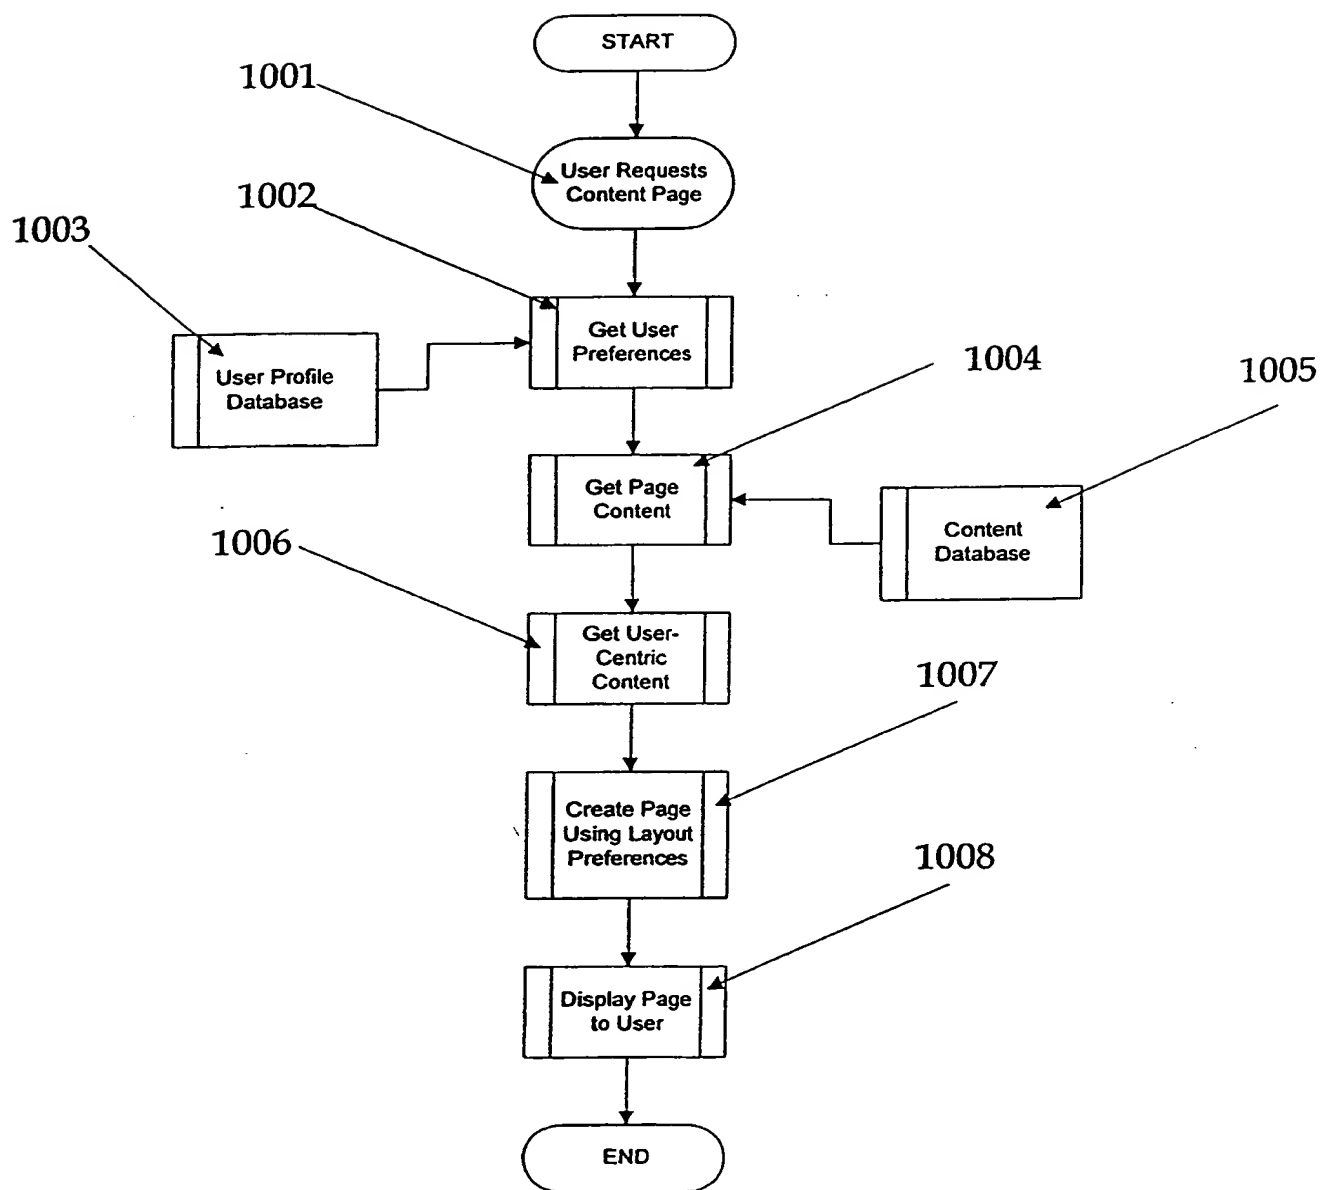 START
1001
User Requests
Content Page
1002
1003
Get User
Preferences
User Profile
Database
1004
1005
Get Page
Content
Content
Database
1006
Get User-
Centric
Content
1007
Create Page
Using Layout
Preferences
1008
Display Page
to User
END